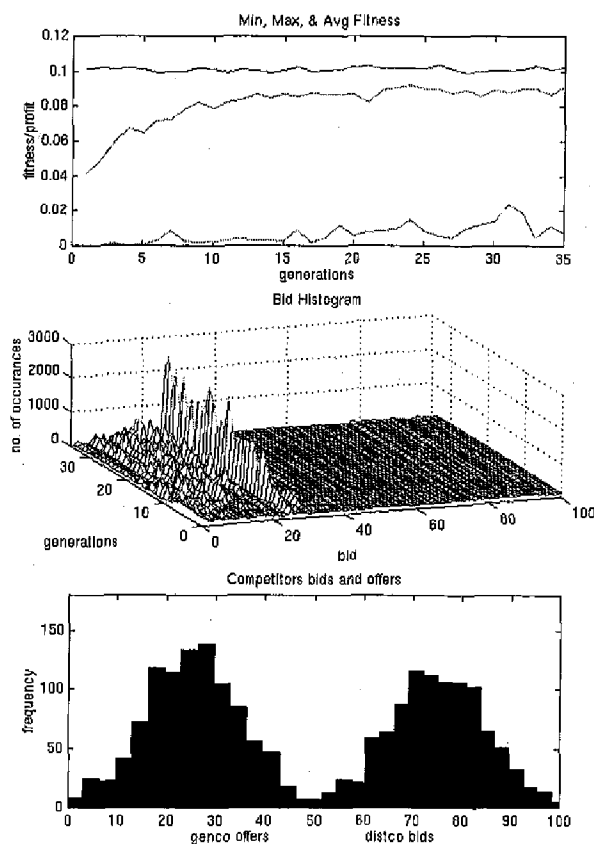 Min, Max, & Avg Fitness
0.12
0.1
0.08
0.06
0.04
0.02
0
fitness/profit
0 5 10 15 20 25 30 35
generations
Bid Histogram
3000
2000
1000
0
no. of occurances
30
20
10
0
generations
0 20 40 60 80 100
bid
Competitors bids and offers
150
100
50
0
frequency
0 10 20 30 40 50 60 70 80 90 100
genco offers distco bids